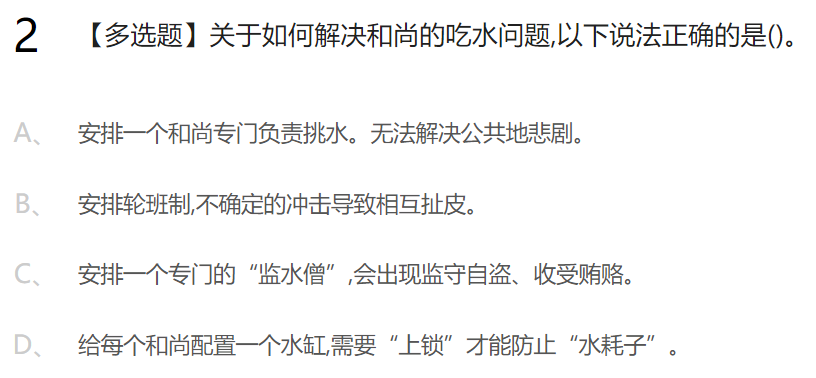 2 【多选题】关于如何解决和尚的吃水问题,以下说法正确的是()。
A、 安排一个和尚专门负责挑水。无法解决公共地悲剧。
B、 安排轮班制,不确定的冲击导致相互扯皮。
C、 安排一个专门的“监水僧”,会出现监守自盗、收受贿赂。
D、 给每个和尚配置一个水缸,需要“上锁”才能防止“水耗子”。